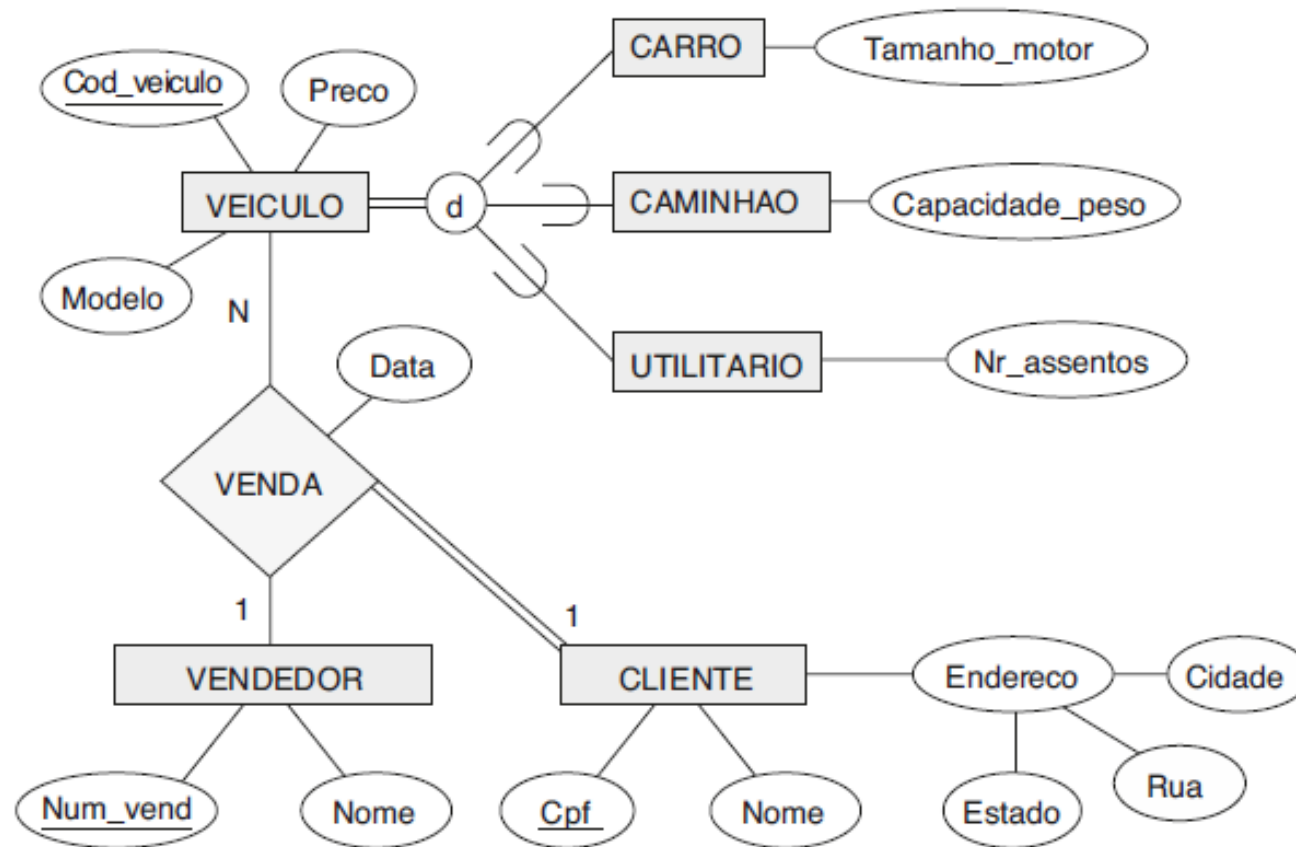 CARRO
Tamanho_motor
Cod_veiculo
Preco
VEICULO
d
CAMINHAO
Capacidade_peso
Modelo
N
Data
UTILITARIO
Nr_assentos
VENDA
1
1
VENDEDOR
CLIENTE
Endereco
Cidade
Num_vend
Nome
Cpf
Nome
Estado
Rua